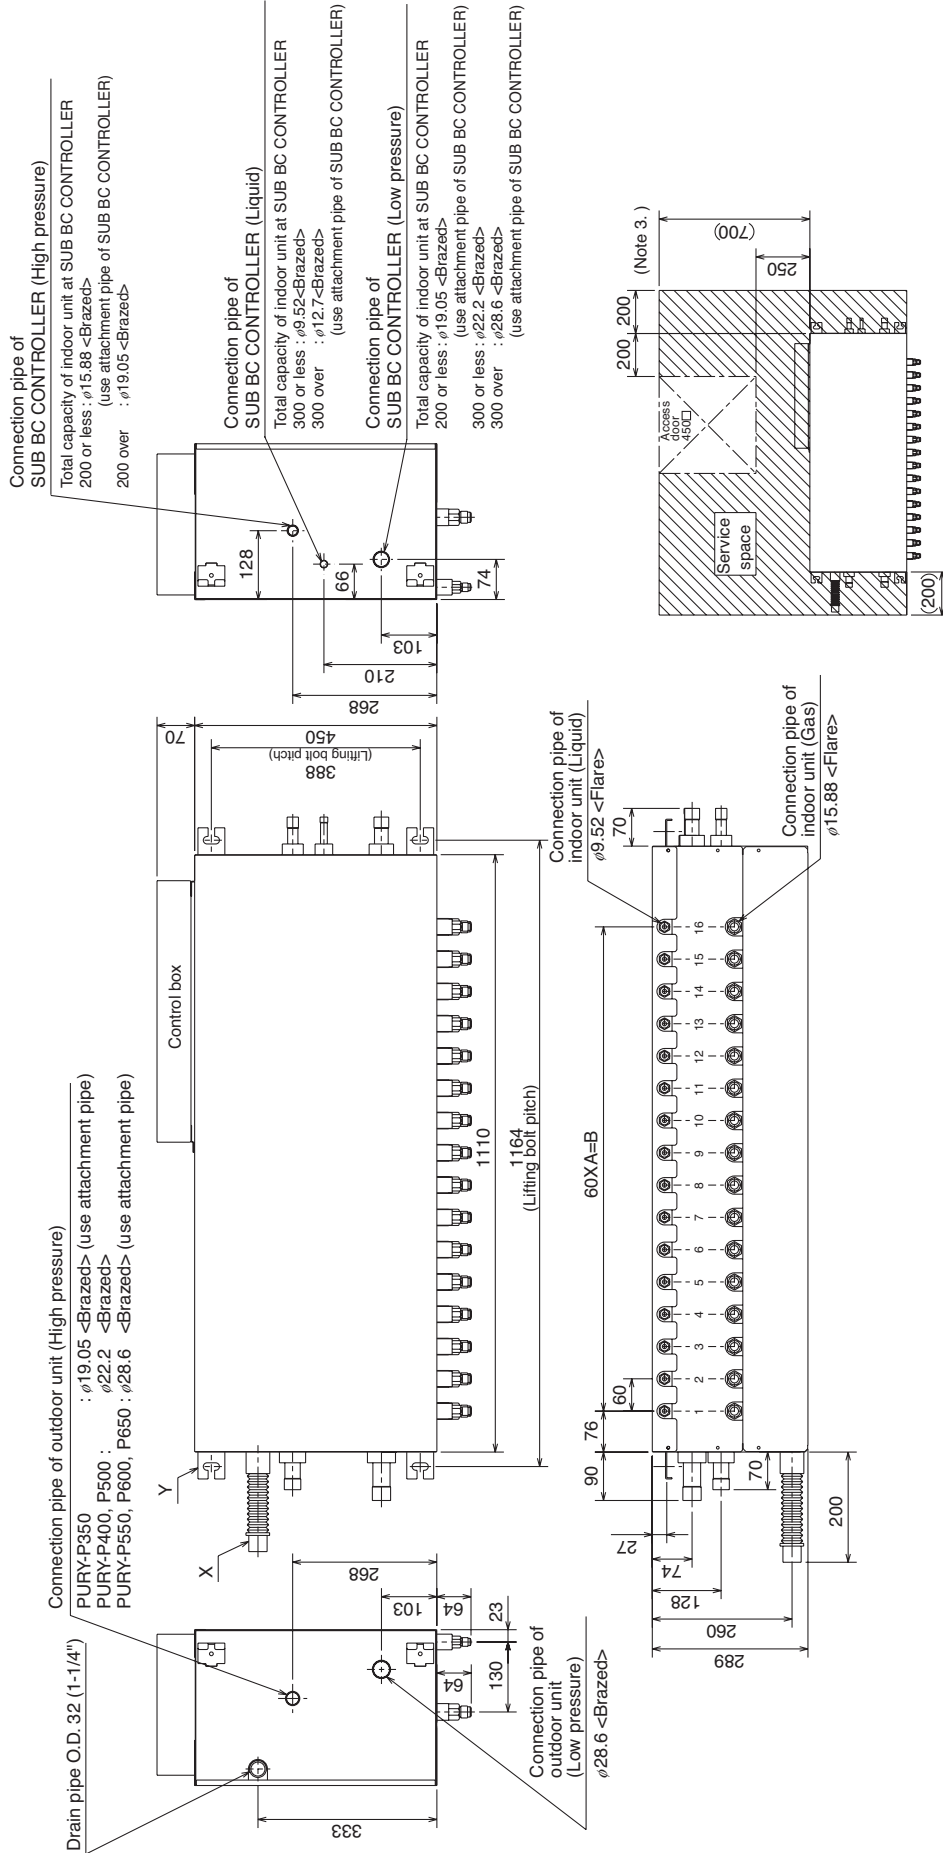 Connection pipe of
SUB BC CONTROLLER (High pressure)
Total capacity of indoor unit at SUB BC CONTROLLER
200 or less : ø15.88 <Brazed>
(use attachment pipe of SUB BC CONTROLLER)
200 over : ø19.05 <Brazed>
Connection pipe of
SUB BC CONTROLLER (Liquid)
Total capacity of indoor unit at SUB BC CONTROLLER
300 or less : ø9.52<Brazed>
300 over : ø12.7<Brazed>
(use attachment pipe of SUB BC CONTROLLER)
Connection pipe of
SUB BC CONTROLLER (Low pressure)
Total capacity of indoor unit at SUB BC CONTROLLER
200 or less : ø19.05 <Brazed>
(use attachment pipe of SUB BC CONTROLLER)
300 or less : ø22.2 <Brazed>
300 over : ø28.6 <Brazed>
(use attachment pipe of SUB BC CONTROLLER)
128
66
74
103
210
268
(Note 3. )
200
200
(700)
250
Access
door
450□
Service
space
(200)
Connection pipe of outdoor unit (High pressure)
PURY-P350 : ø19.05 <Brazed> (use attachment pipe)
PURY-P400, P500 : ø22.2 <Brazed>
PURY-P550, P600, P650 : ø28.6 <Brazed> (use attachment pipe)
Control box
70
450
388
(Lifting bolt pitch)
1110
1164
(Lifting bolt pitch)
X
Y
Connection pipe of
indoor unit (Liquid)
ø9.52 <Flare>
Connection pipe of
indoor unit (Gas)
ø15.88 <Flare>
60XA=B
60
76
90
70
70
200
27
74
128
260
289
1
2
3
4
5
6
7
8
9
10
11
12
13
14
15
16
Drain pipe O.D. 32 (1-1/4")
333
268
103
64
64
23
130
Connection pipe of
outdoor unit
(Low pressure)
ø28.6 <Brazed>